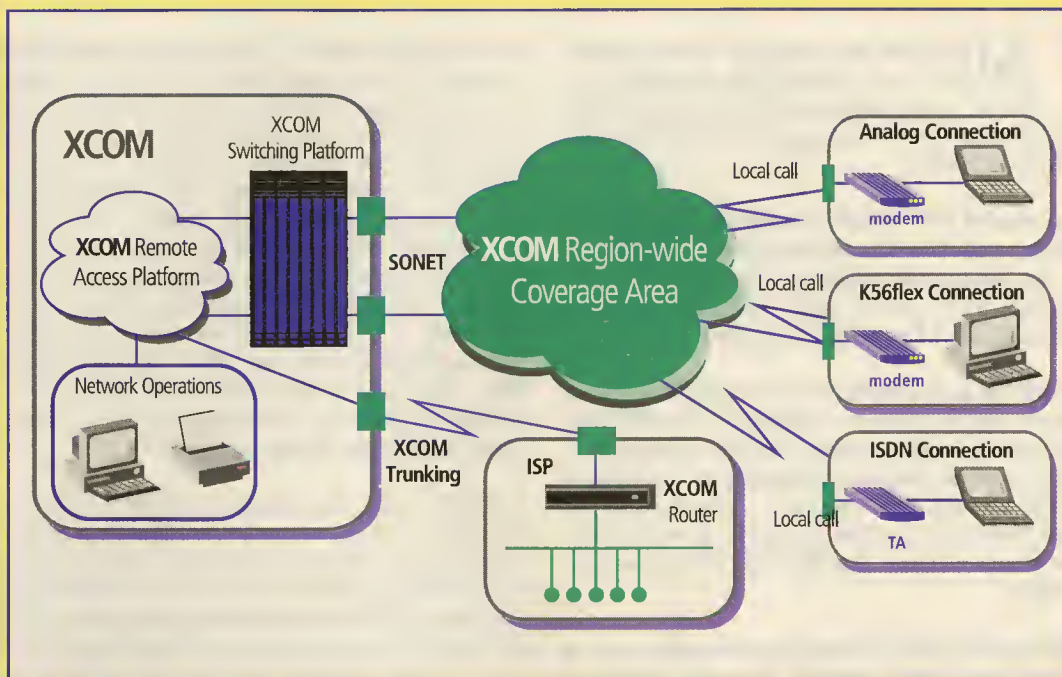 XCOM
XCOM
Switching Platform
XCOM Remote
Access Platform
Network Operations
SONET
XCOM
Trunking
XCOM Region-wide
Coverage Area
ISP
XCOM
Router
Local call
Analog Connection
modem
Local call
K56flex Connection
modem
Local call
ISDN Connection
TA